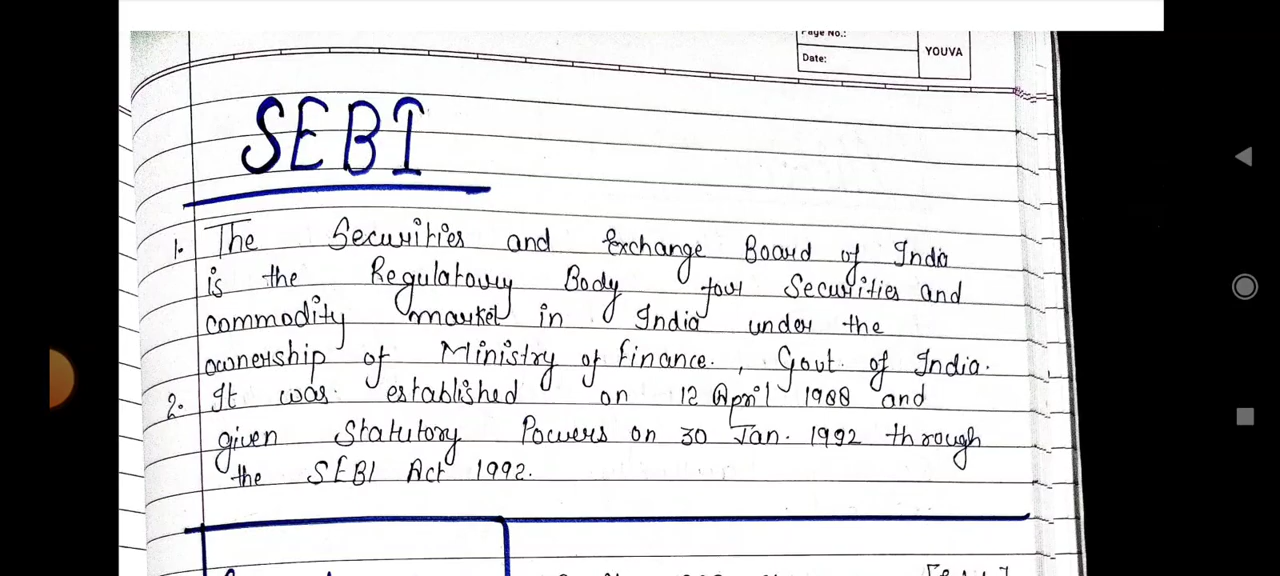 Page No.:
Date:
YOUVA
SEBI
1. The Securities and Exchange Board of India
is the Regulatory Body for Securities and
commodity market in India under the
ownership of Ministry of Finance. , Govt. of India.
2. It was established on 12 April 1988 and
given Statutory Powers on 30 Jan. 1992 through
the SEBI Act 1992.